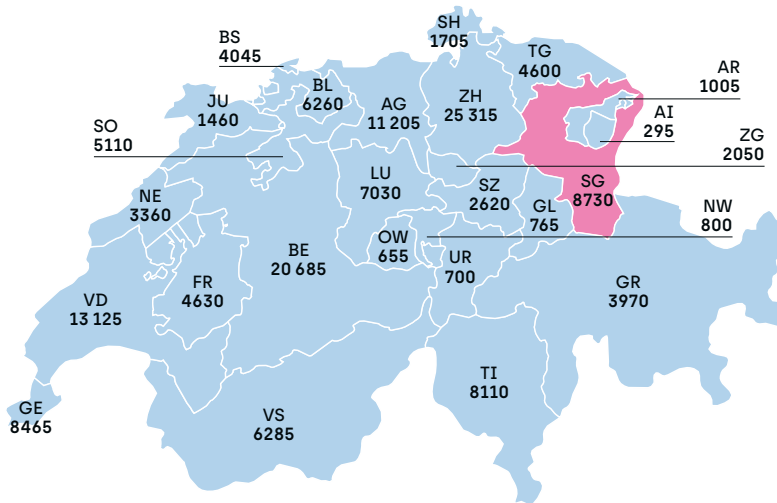 SH
1705
BS
4045
TG
4600
AR
1005
BL
6260
JU
1460
AG
11 205
ZH
25 315
AI
295
SO
5110
ZG
2050
LU
7030
SZ
2620
SG
8730
NE
3360
GL
765
NW
800
OW
655
BE
20 685
UR
700
FR
4630
GR
3970
VD
13 125
TI
8110
GE
8465
VS
6285